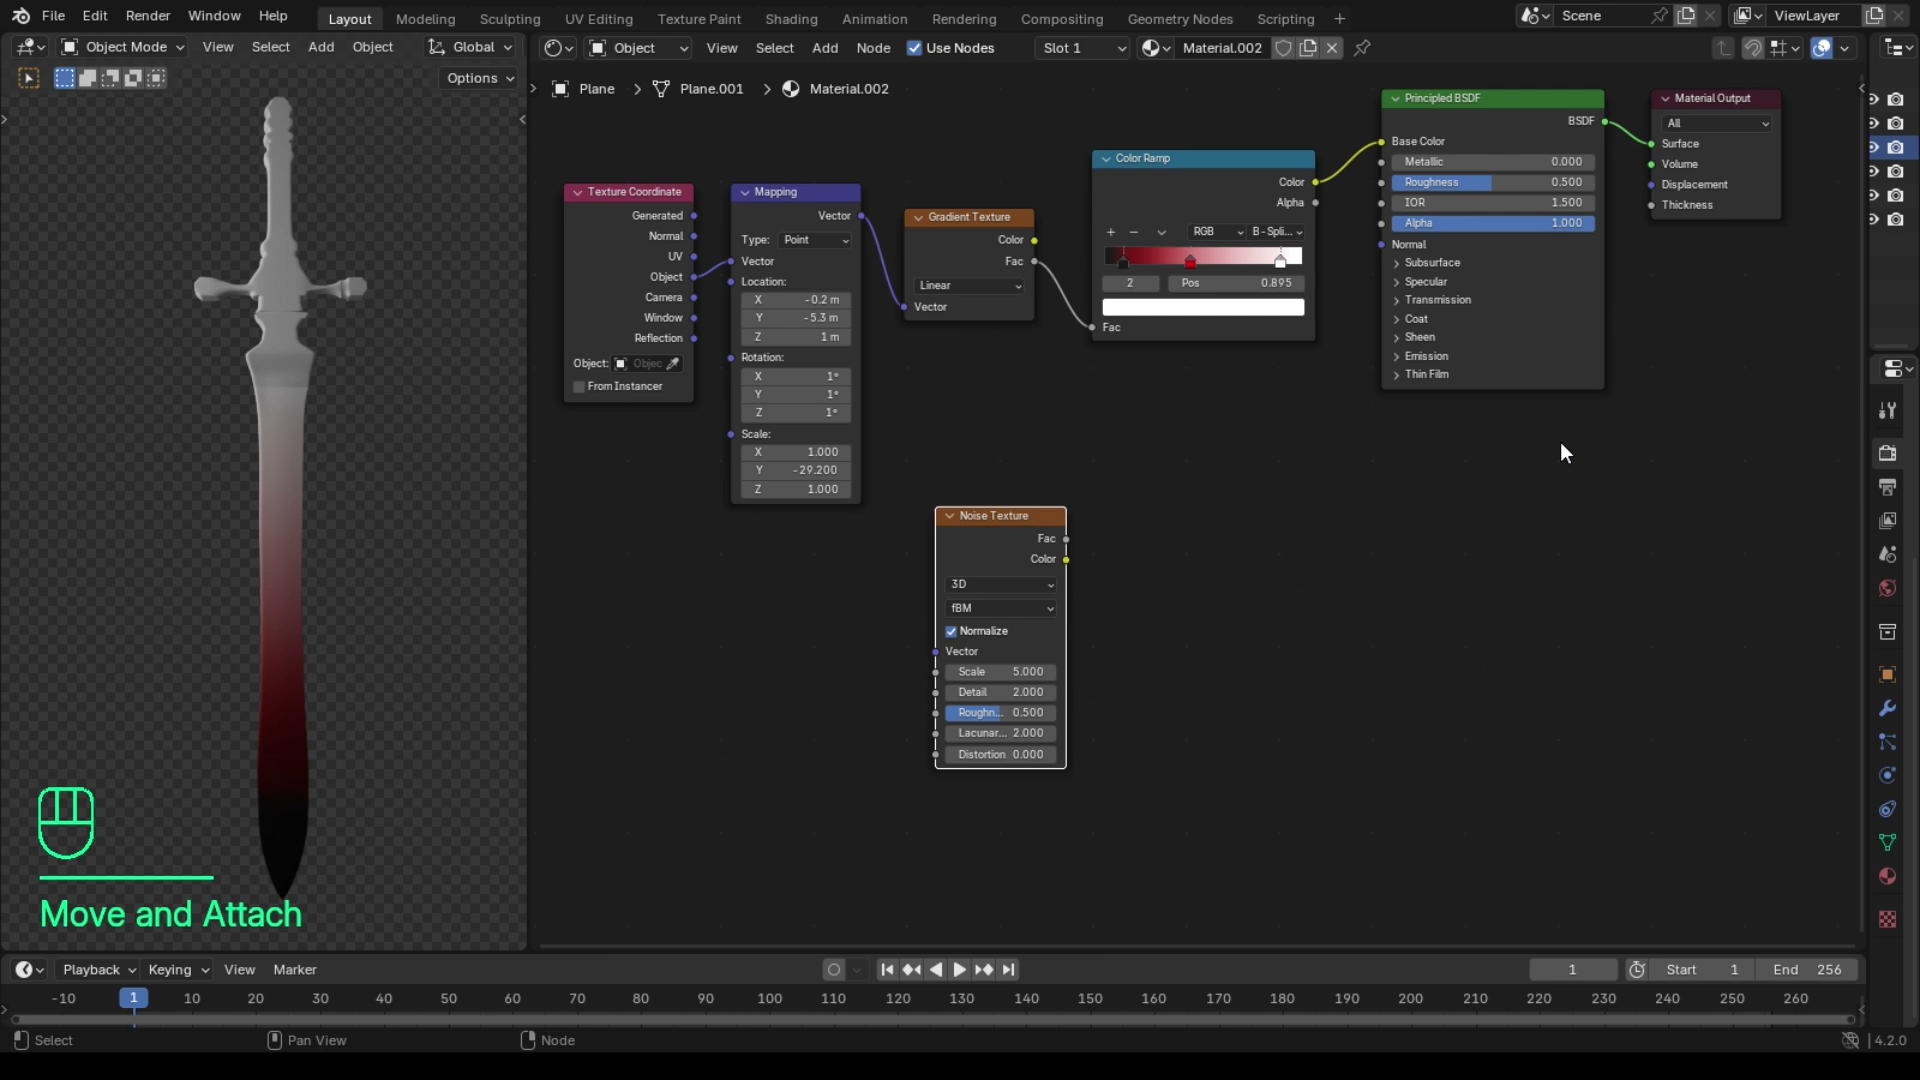 File Edit Render Window Help Layout Modeling Sculpting UV Editing Texture Paint Shading Animation Rendering Compositing Geometry Nodes Scripting + Scene ViewLayer
Object Mode View Select Add Object Global Object View Select Add Node Use Nodes Slot 1 Material.002
Options
Plane > Plane.001 > Material.002
Texture Coordinate
Generated
Normal
UV
Object
Camera
Window
Reflection
Object: Objec
From Instancer
Mapping
Vector
Type: Point
Vector
Location:
X -0.2 m
Y -5.3 m
Z 1 m
Rotation:
X 1°
Y 1°
Z 1°
Scale:
X 1.000
Y -29.200
Z 1.000
Gradient Texture
Color
Fac
Linear
Vector
Color Ramp
Color
Alpha
+ − RGB B-Spli...
2 Pos 0.895
Fac
Principled BSDF
BSDF
Base Color
Metallic 0.000
Roughness 0.500
IOR 1.500
Alpha 1.000
Normal
Subsurface
Specular
Transmission
Coat
Sheen
Emission
Thin Film
Material Output
All
Surface
Volume
Displacement
Thickness
Noise Texture
Fac
Color
3D
fBM
Normalize
Vector
Scale 5.000
Detail 2.000
Roughn... 0.500
Lacunar... 2.000
Distortion 0.000
Move and Attach
Playback Keying View Marker 1 Start 1 End 256
-10 1 10 20 30 40 50 60 70 80 90 100 110 120 130 140 150 160 170 180 190 200 210 220 230 240 250 260
Select Pan View Node 4.2.0